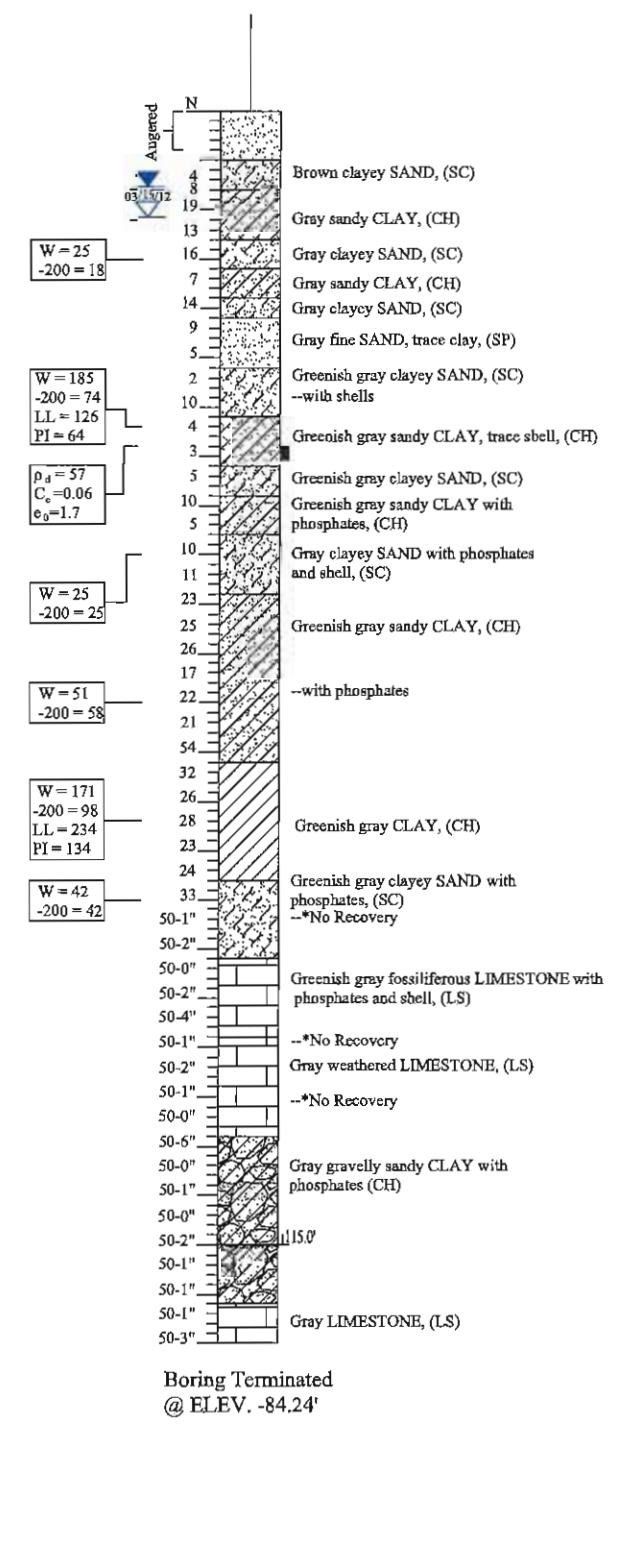 Augered
N
4
Brown clayey SAND, (SC)
8
03/15/12
19
Gray sandy CLAY, (CH)
13
W = 25
-200 = 18
16
Gray clayey SAND, (SC)
7
Gray sandy CLAY, (CH)
14
Gray clayey SAND, (SC)
9
Gray fine SAND, trace clay, (SP)
5
2
Greenish gray clayey SAND, (SC)
--with shells
10
W = 185
-200 = 74
LL = 126
PI = 64
4
Greenish gray sandy CLAY, trace shell, (CH)
3
ρd = 57
Cc =0.06
e0=1.7
5
Greenish gray clayey SAND, (SC)
10
Greenish gray sandy CLAY with
phosphates, (CH)
5
10
Gray clayey SAND with phosphates
and shell, (SC)
11
W = 25
-200 = 25
23
25
Greenish gray sandy CLAY, (CH)
26
17
--with phosphates
W = 51
-200 = 58
22
21
54
32
26
W = 171
-200 = 98
LL = 234
PI = 134
28
Greenish gray CLAY, (CH)
23
24
Greenish gray clayey SAND with
phosphates, (SC)
W = 42
-200 = 42
33
50-1"
--*No Recovery
50-2"
50-0"
Greenish gray fossiliferous LIMESTONE with
phosphates and shell, (LS)
50-2"
50-4"
50-1"
--*No Recovery
50-2"
Gray weathered LIMESTONE, (LS)
50-1"
--*No Recovery
50-0"
50-6"
50-0"
Gray gravelly sandy CLAY with
phosphates (CH)
50-1"
50-0"
50-2"
115.0'
50-1"
50-1"
50-1"
Gray LIMESTONE, (LS)
50-3"
Boring Terminated
@ ELEV. -84.24'